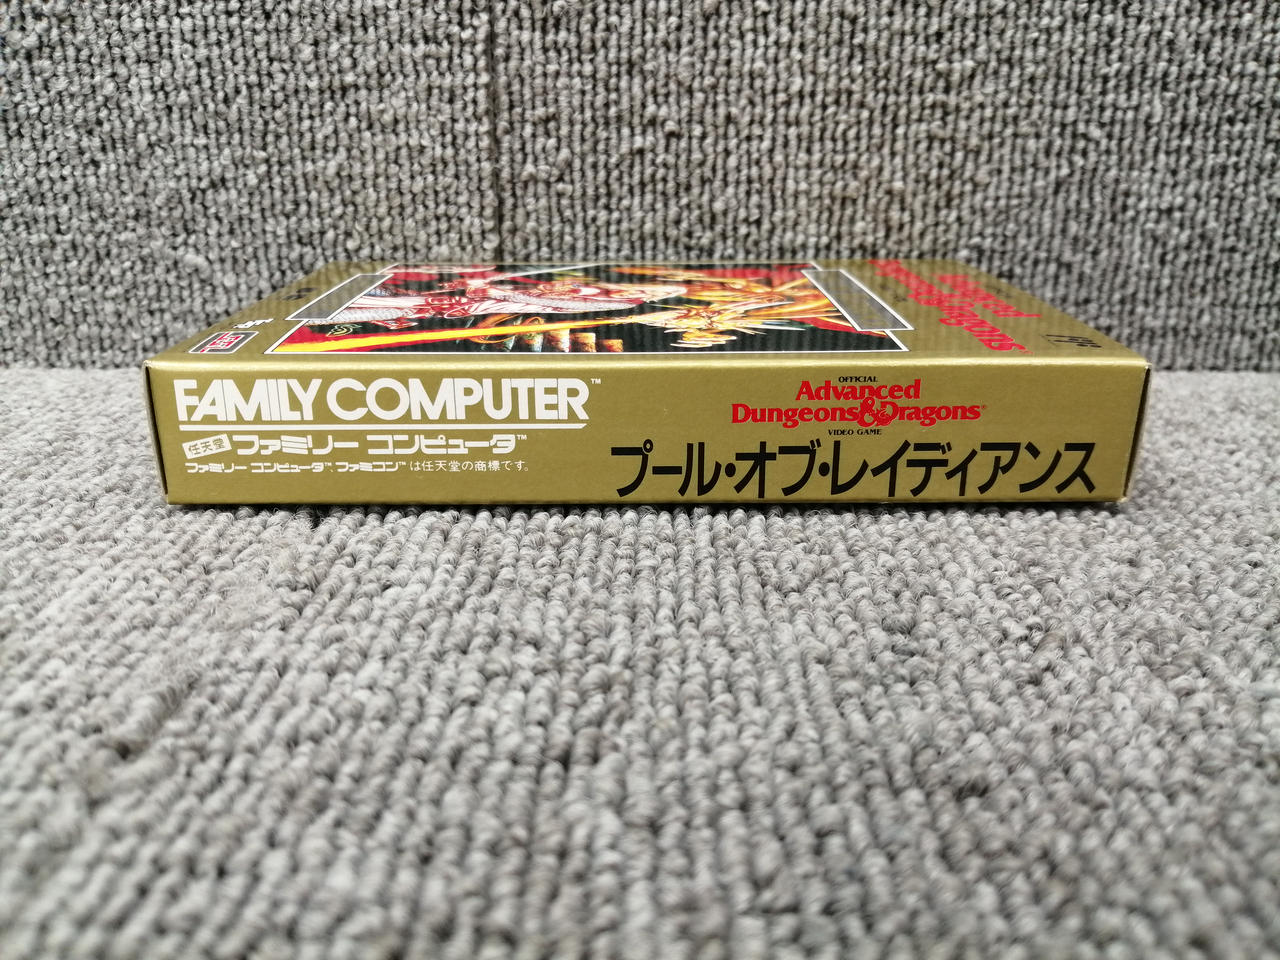 FAMILY COMPUTER™
任天堂 ファミリー コンピュータ™
ファミリー コンピュータ™, ファミコン™ は任天堂の商標です。
OFFICIAL
Advanced
Dungeons & Dragons®
VIDEO GAME
プール・オブ・レイディアンス